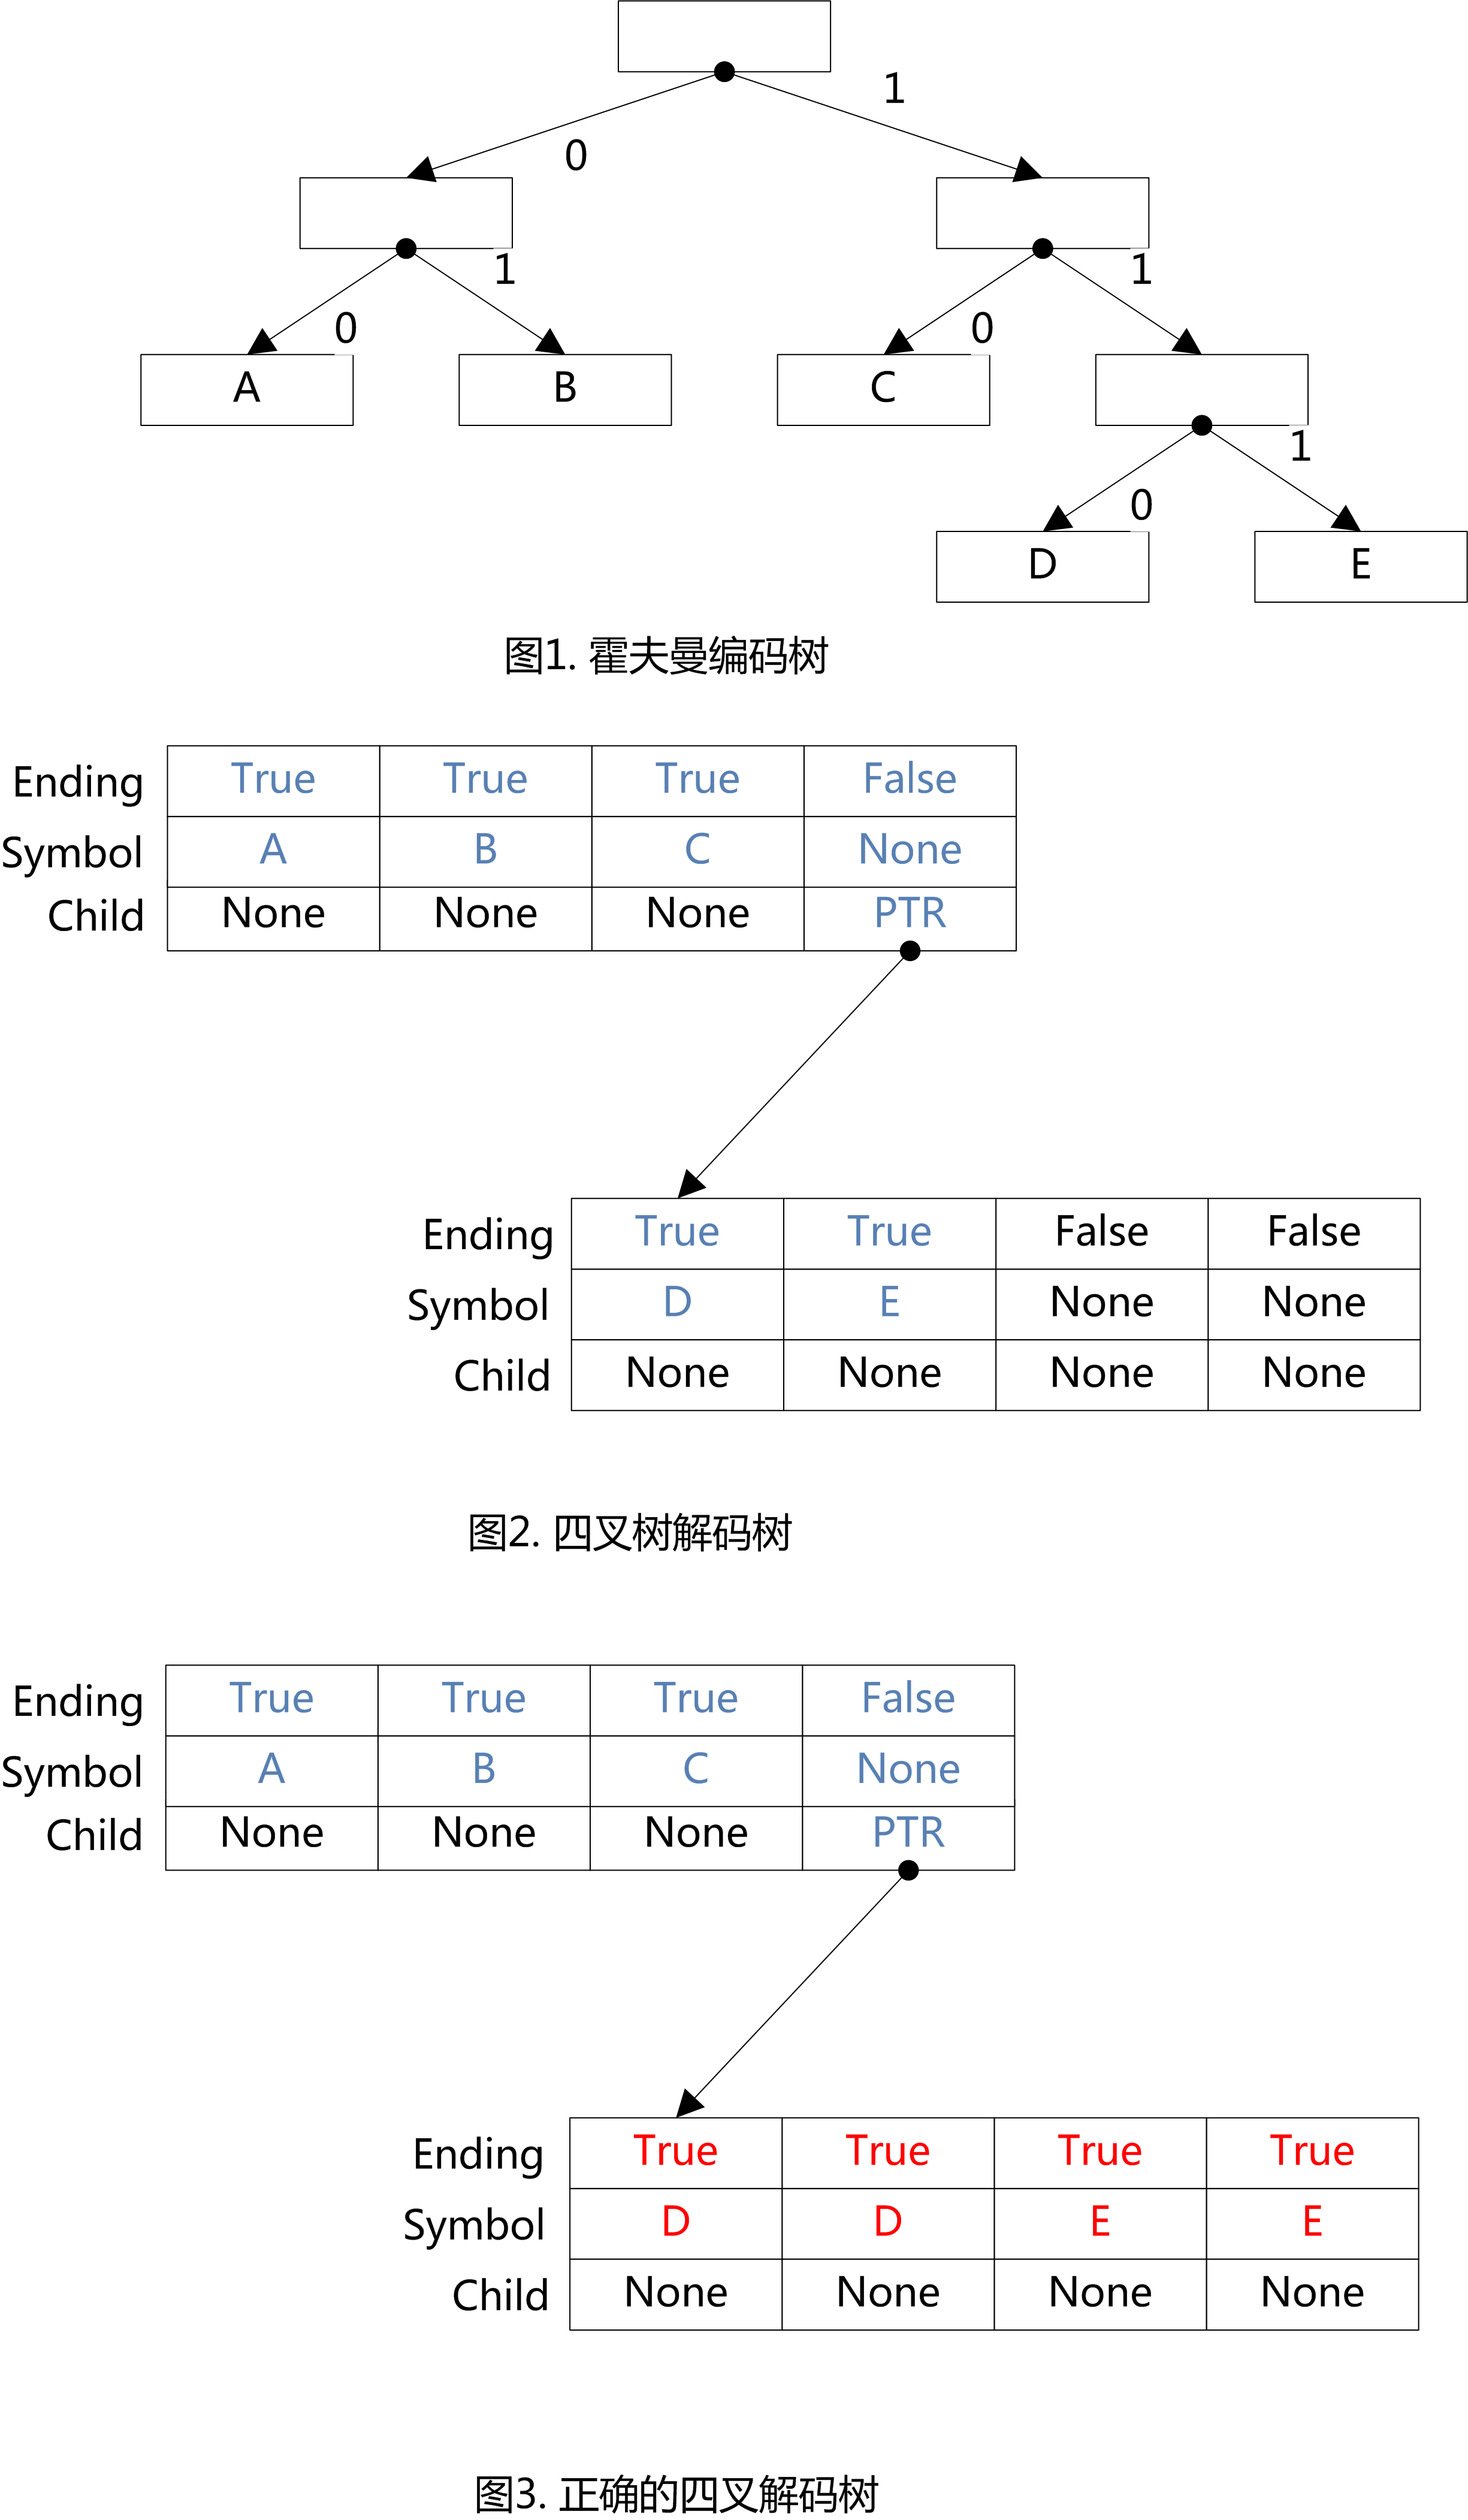 1
0
1
1
0
0
A B C
1
0
D E
图1. 霍夫曼编码树
Ending True True True False
Symbol A B C None
Child None None None PTR
Ending True True False False
Symbol D E None None
Child None None None None
图2. 四叉树解码树
Ending True True True False
Symbol A B C None
Child None None None PTR
Ending True True True True
Symbol D D E E
Child None None None None
图3. 正确的四叉解码树